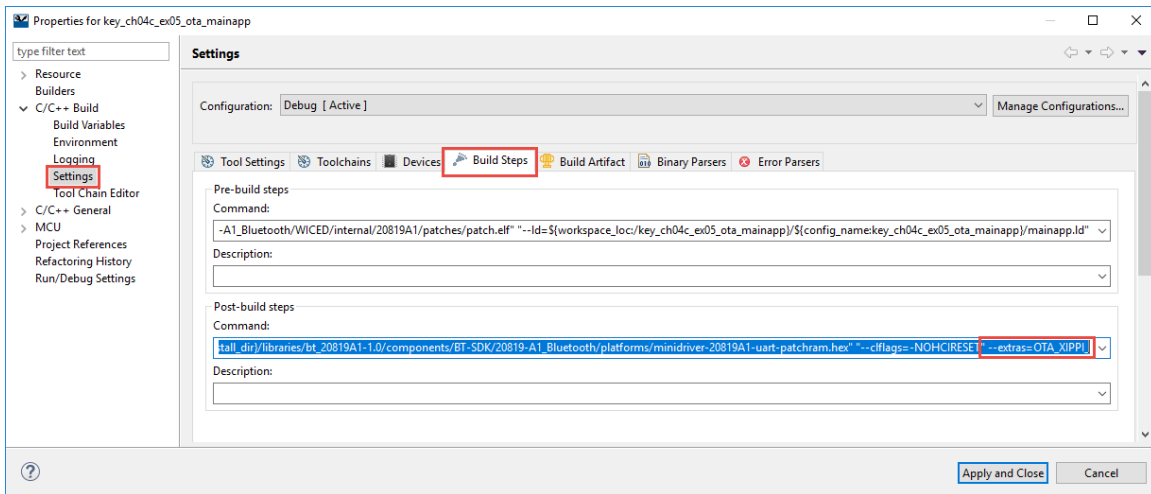 Properties for key_ch04c_ex05_ota_mainapp
type filter text
Settings
Resource
Builders
C/C++ Build
Build Variables
Environment
Logging
Settings
Tool Chain Editor
C/C++ General
MCU
Project References
Refactoring History
Run/Debug Settings
Configuration: Debug [ Active ]
Manage Configurations...
Tool Settings Toolchains Devices Build Steps Build Artifact Binary Parsers Error Parsers
Pre-build steps
Command:
-A1_Bluetooth/WICED/internal/20819A1/patches/patch.elf" "--ld=${workspace_loc:/key_ch04c_ex05_ota_mainapp}/${config_name:key_ch04c_ex05_ota_mainapp}/mainapp.ld"
Description:
Post-build steps
Command:
stall_dir}/libraries/bt_20819A1-1.0/components/BT-SDK/20819-A1_Bluetooth/platforms/minidriver-20819A1-uart-patchram.hex" "--clflags=-NOHCIRESET" --extras=OTA_XIPPI_
Description:
Apply and Close
Cancel